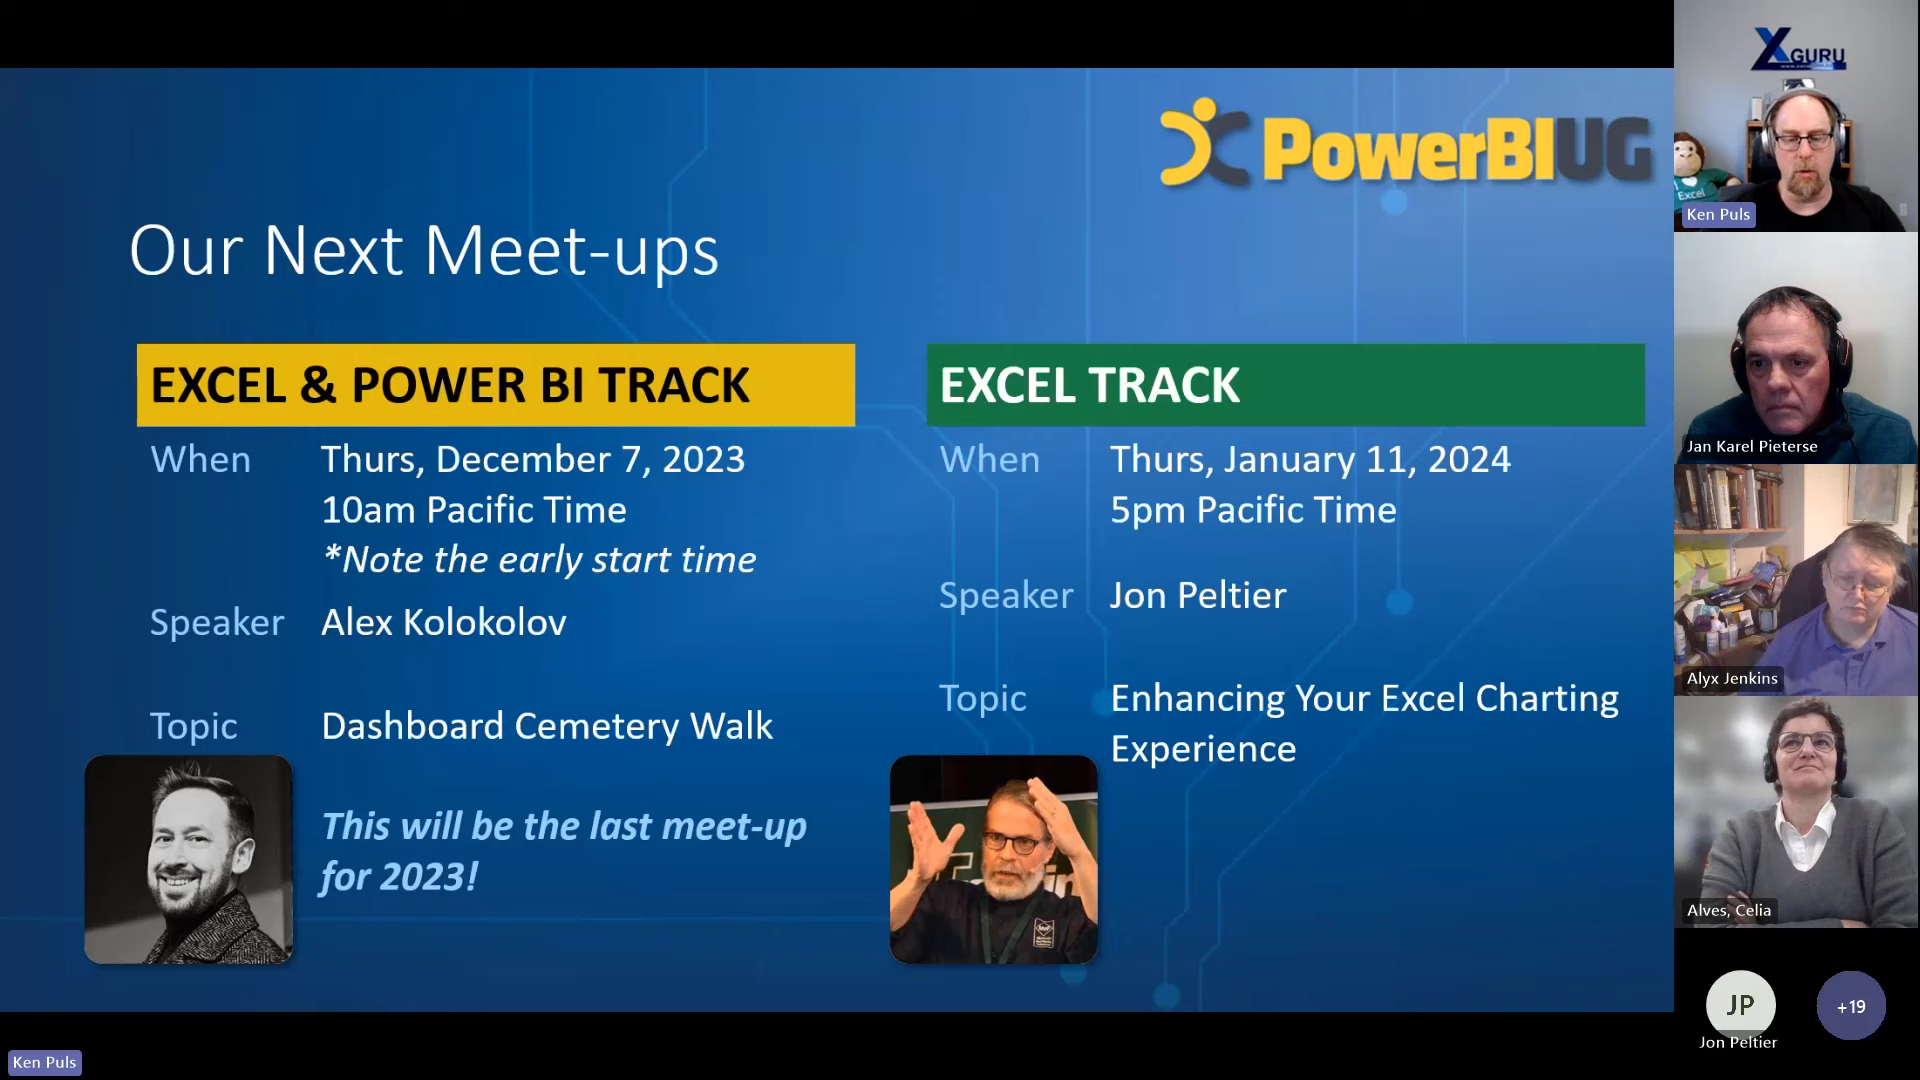 PowerBIUG
Our Next Meet-ups
EXCEL & POWER BI TRACK
When
Thurs, December 7, 2023
10am Pacific Time
*Note the early start time
Speaker
Alex Kolokolov
Topic
Dashboard Cemetery Walk
This will be the last meet-up
for 2023!
EXCEL TRACK
When
Thurs, January 11, 2024
5pm Pacific Time
Speaker
Jon Peltier
Topic
Enhancing Your Excel Charting
Experience
XLGURU
Excel
Ken Puls
Jan Karel Pieterse
Alyx Jenkins
Alves, Celia
JP
Jon Peltier
+19
Ken Puls